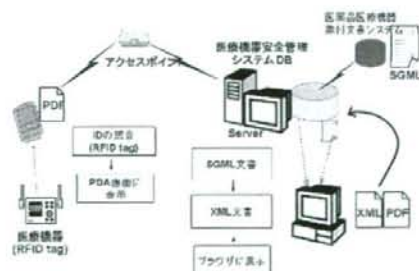 医薬品医療機器
添付文書システム
SGML
医療機器安全管理
システムDB
アクセスポイント
PDF
Server
IDの照合
(RFID tag)
PDA画面に
表示
SGML文書
XML文書
ブラウザに表示
XML
PDF
医療機器
(RFID tag)